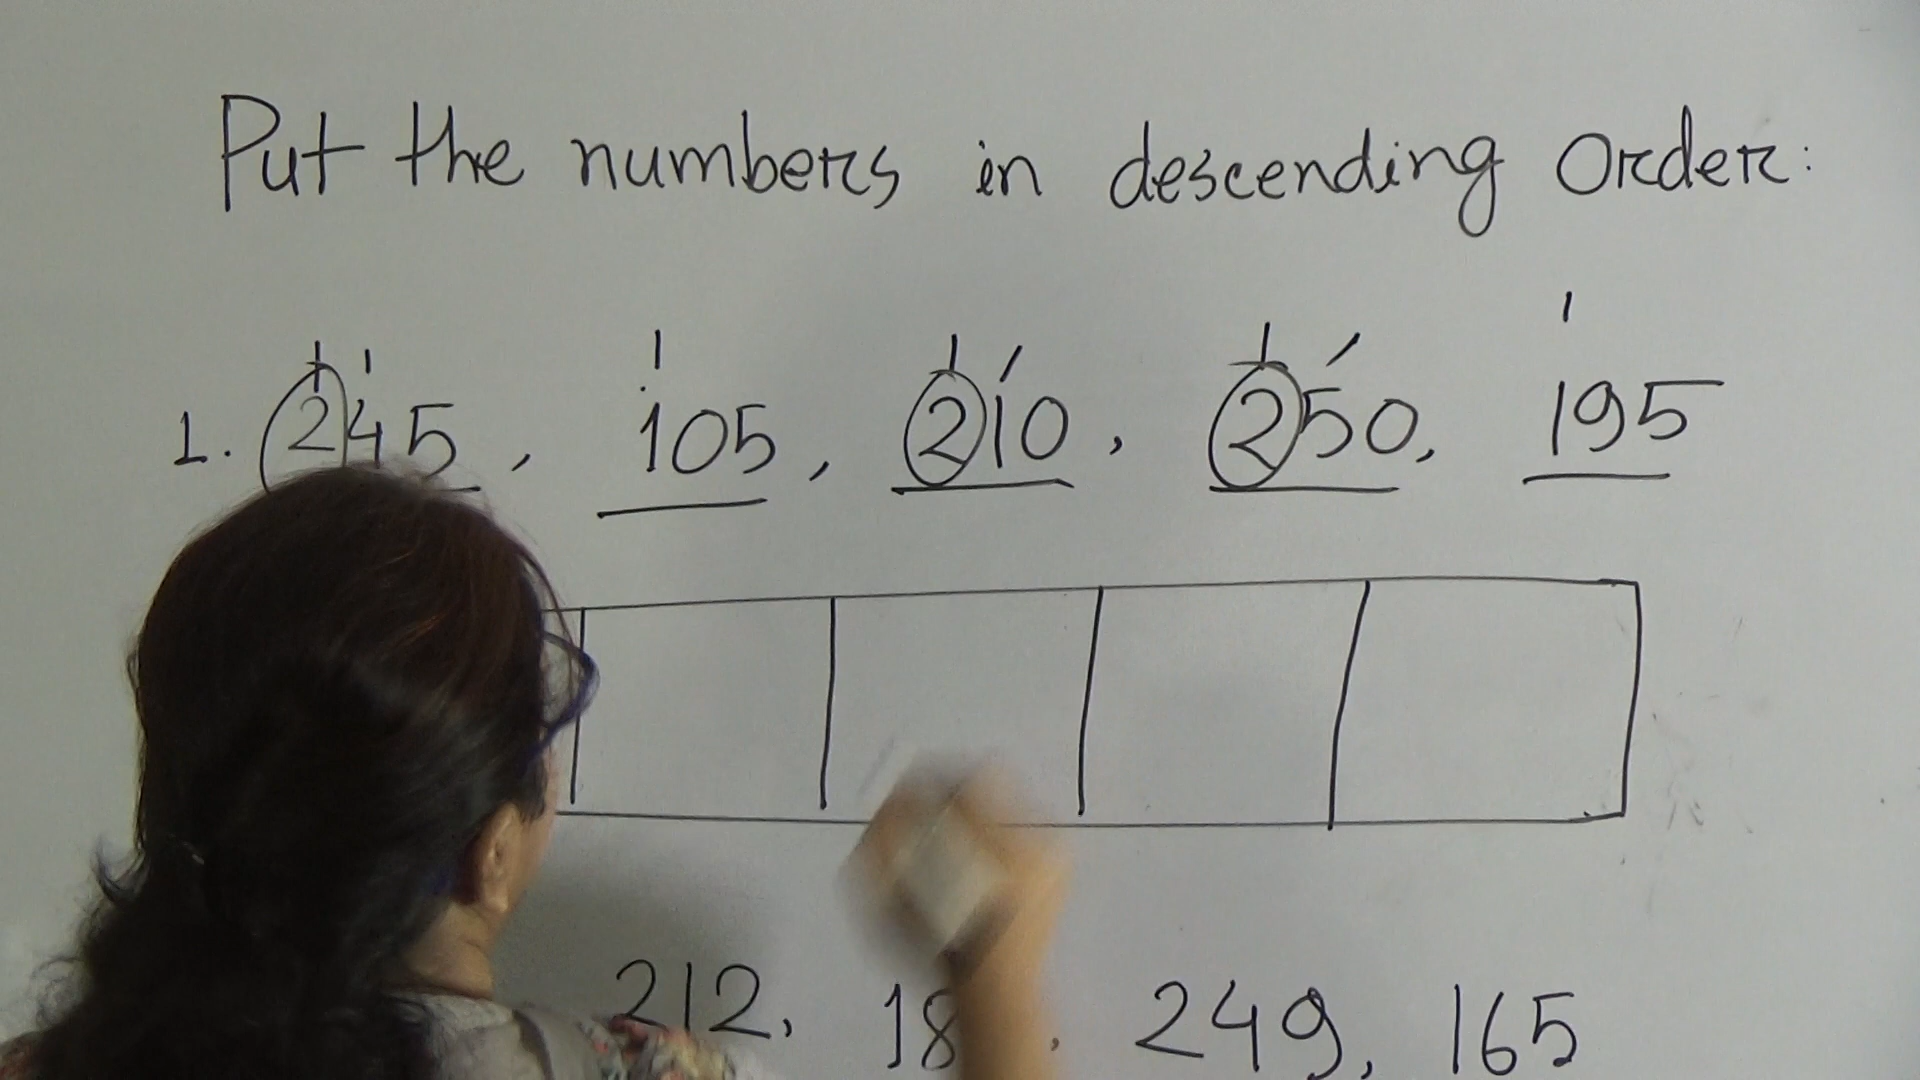 Put the numbers in descending Order:
1. 245, 105, 210, 250, 195
212, 249, 165